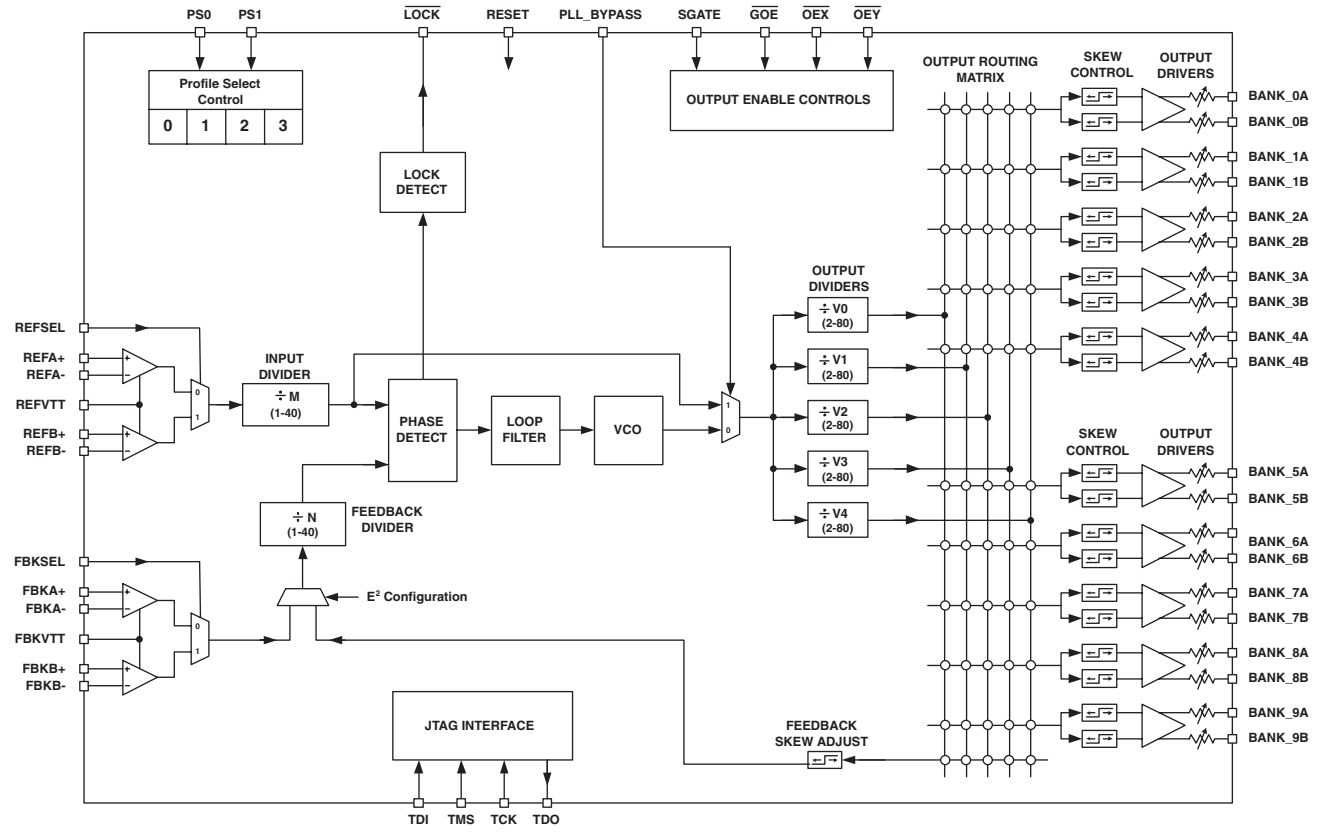 PS0
PS1
LOCK
RESET
PLL_BYPASS
SGATE
GOE
OEX
OEY
Profile Select
Control
0
1
2
3
OUTPUT ENABLE CONTROLS
OUTPUT ROUTING
MATRIX
SKEW
CONTROL
OUTPUT
DRIVERS
BANK_0A
BANK_0B
BANK_1A
BANK_1B
BANK_2A
BANK_2B
BANK_3A
BANK_3B
BANK_4A
BANK_4B
LOCK
DETECT
OUTPUT
DIVIDERS
÷ V0
(2-80)
÷ V1
(2-80)
÷ V2
(2-80)
÷ V3
(2-80)
÷ V4
(2-80)
REFSEL
REFA+
REFA-
REFVTT
REFB+
REFB-
+
−
+
−
0
1
INPUT
DIVIDER
÷ M
(1-40)
PHASE
DETECT
LOOP
FILTER
VCO
1
0
÷ N
(1-40)
FEEDBACK
DIVIDER
SKEW
CONTROL
OUTPUT
DRIVERS
BANK_5A
BANK_5B
BANK_6A
BANK_6B
BANK_7A
BANK_7B
BANK_8A
BANK_8B
BANK_9A
BANK_9B
FBKSEL
FBKA+
FBKA-
FBKVTT
FBKB+
FBKB-
+
−
+
−
0
1
E² Configuration
JTAG INTERFACE
FEEDBACK
SKEW ADJUST
TDI
TMS
TCK
TDO